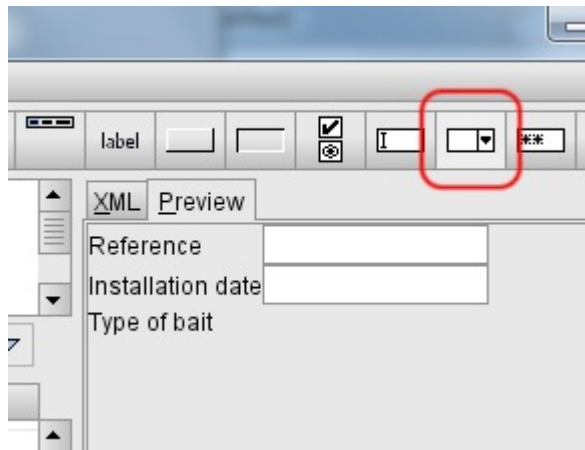 label
**
XML Preview
Reference
Installation date
Type of bait